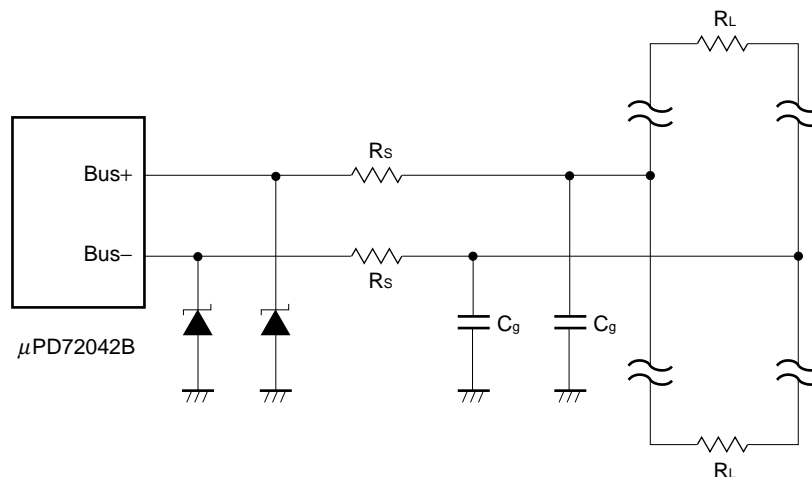 RL
Bus+
RS
Bus−
RS
Cg
Cg
μPD72042B
RL